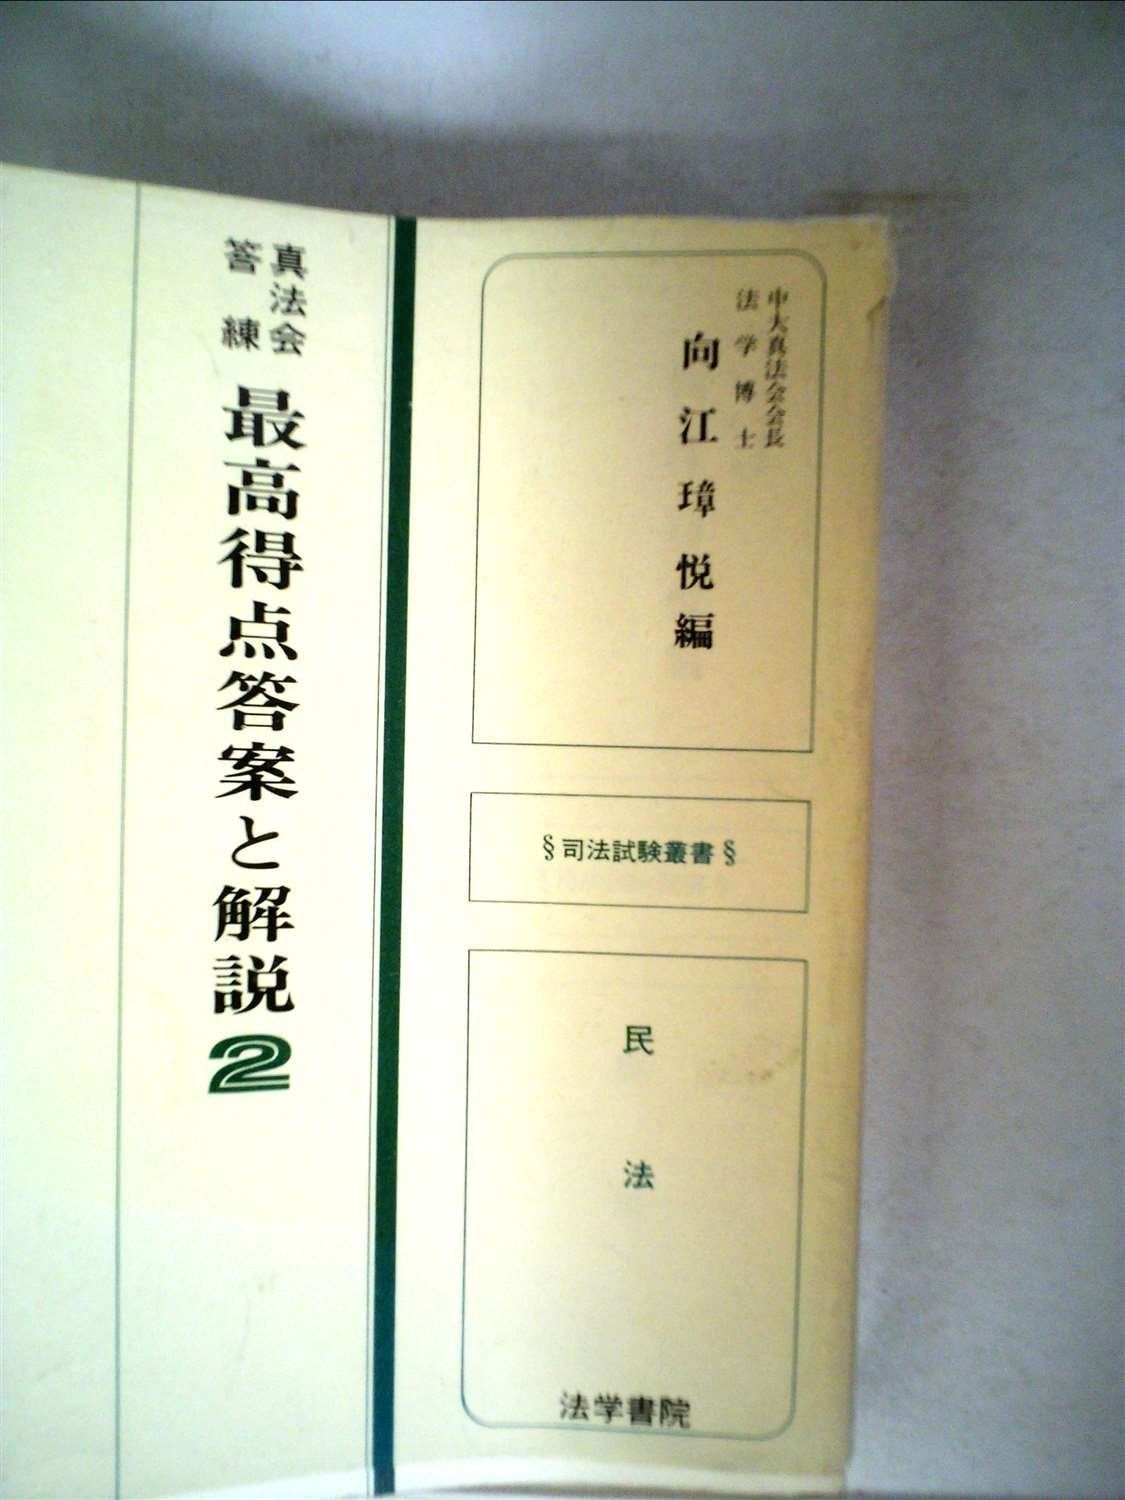 中大真法会会長
法学博士
向江璋悦編
§司法試験叢書§
民法
法学書院
真法会
答練
最高得点答案と解説2